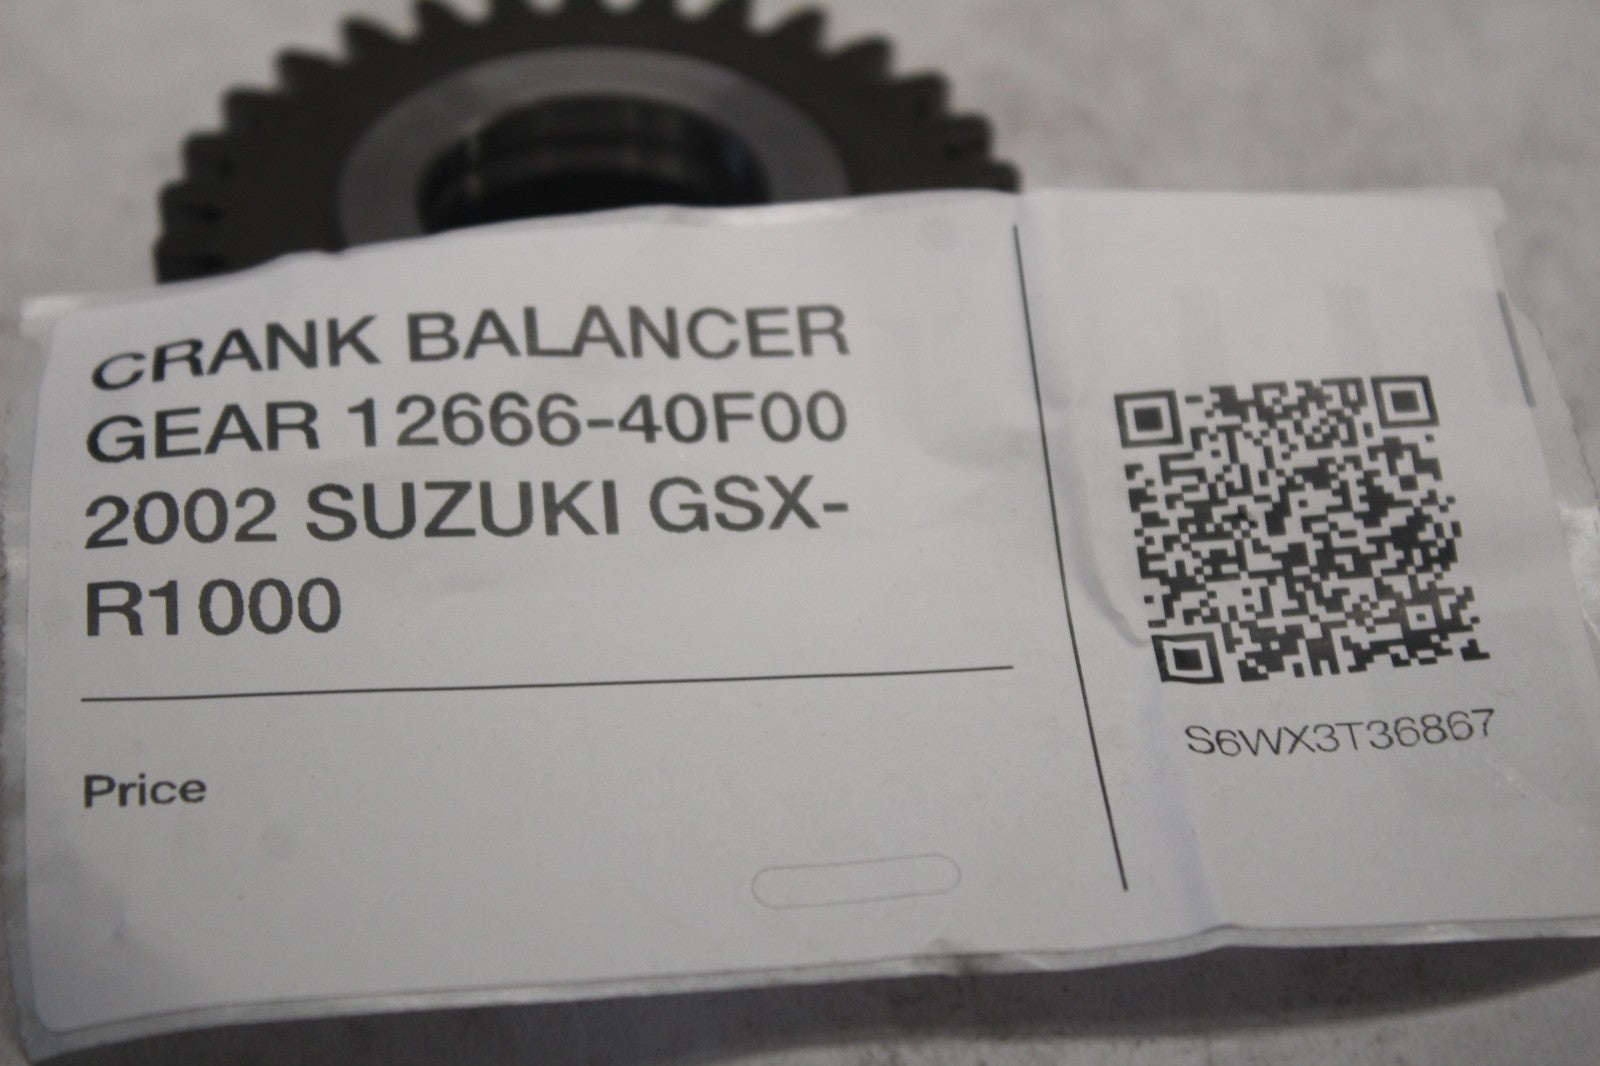 CRANK BALANCER
GEAR 12666-40F00
2002 SUZUKI GSX-
R1000
Price
S6WX3T36867